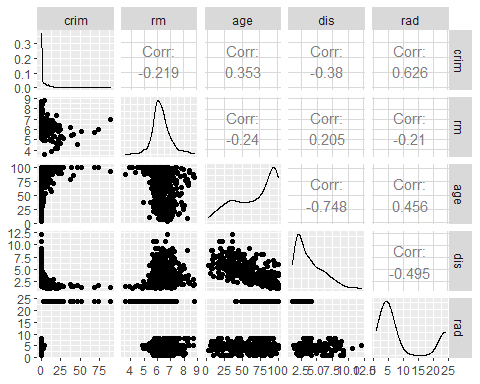 crim rm age dis rad
0.3 0.2 0.1 0.0 Corr: -0.219 Corr: 0.353 Corr: -0.38 Corr: 0.626 crim
9 8 7 6 5 4 Corr: -0.24 Corr: 0.205 Corr: -0.21 rm
100 75 50 25 0 Corr: -0.748 Corr: 0.456 age
12.5 10.0 7.5 5.0 2.5 Corr: -0.495 dis
25 20 15 10 5 0 rad
0 25 50 75 4 5 6 7 8 9 0 25 50 75 100 2.5 5.0 7.5 10.0 12.5 0 5 10 15 20 25